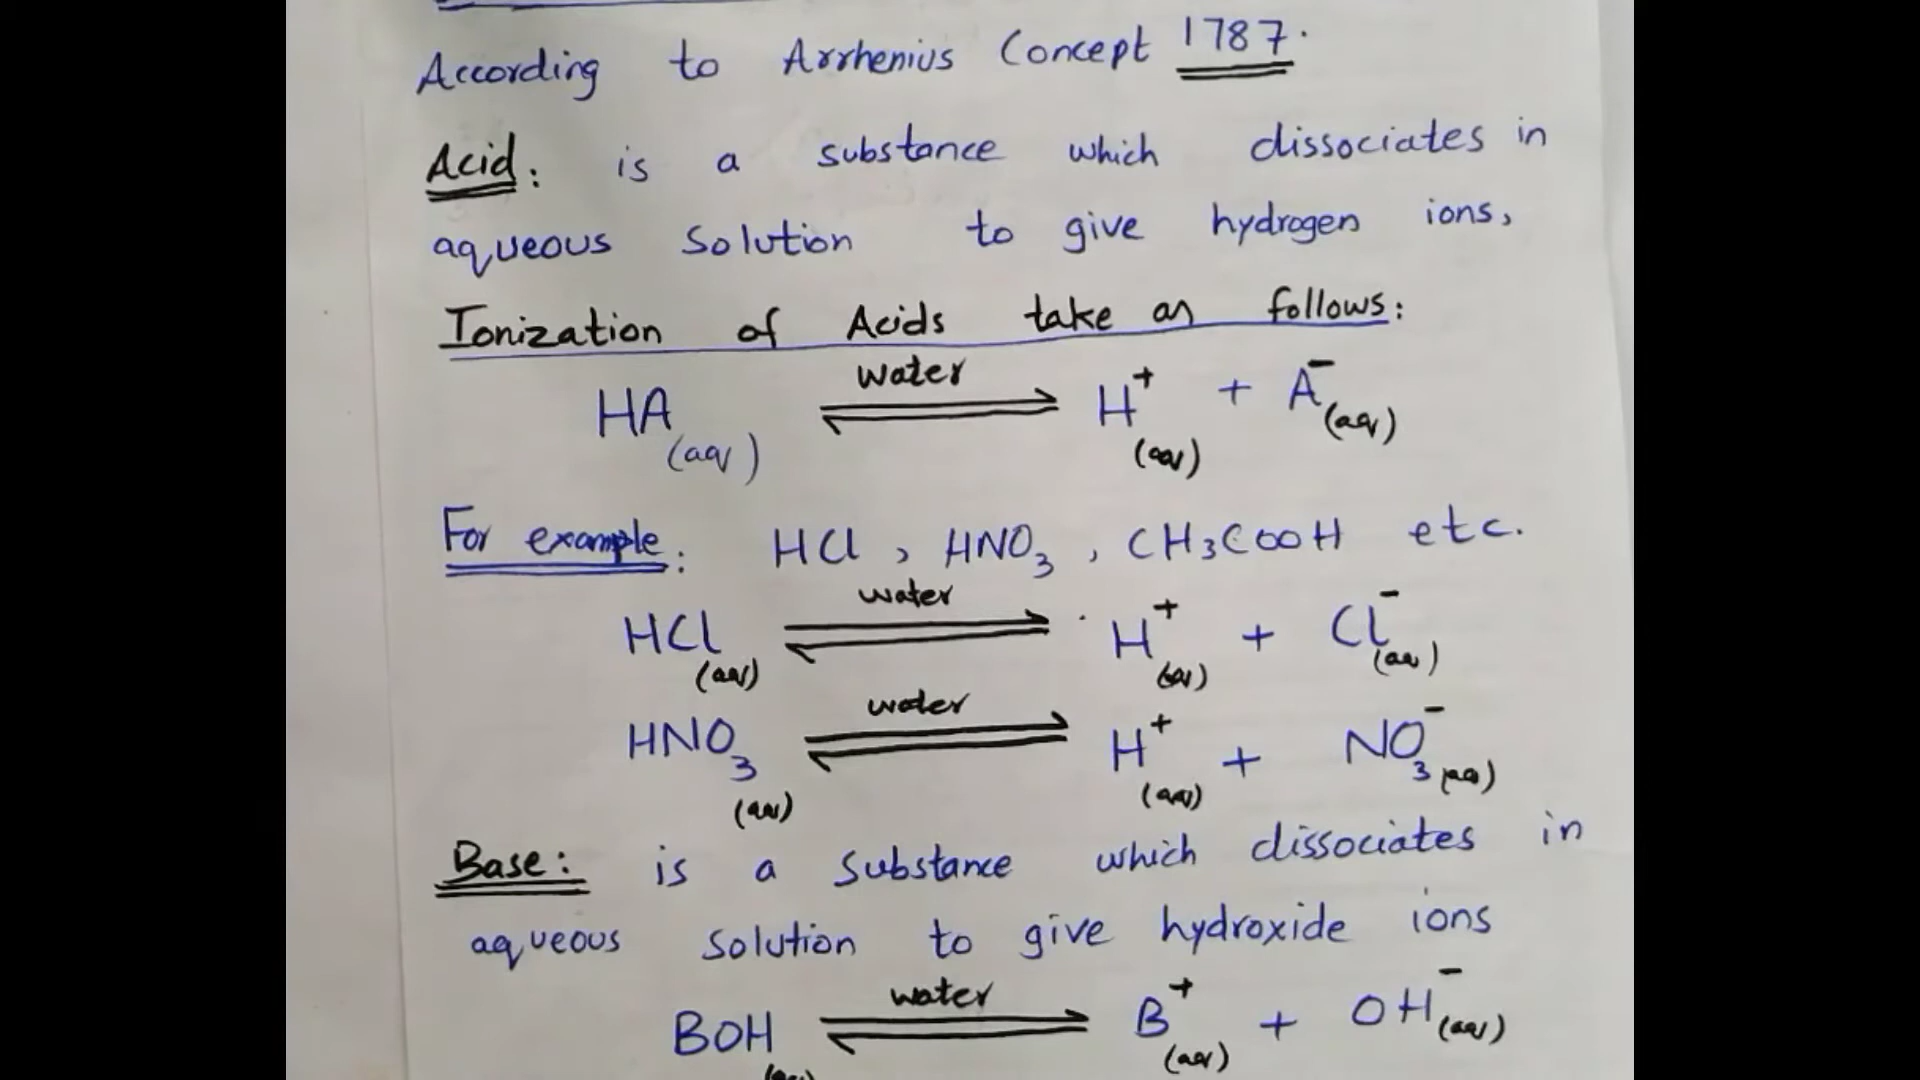 According to Arrhenius Concept 1787.
Acid: is a substance which dissociates in
aqueous solution to give hydrogen ions,
Ionization of Acids take as follows:
HA(aq) ⇌ water H⁺(aq) + A⁻(aq)
For example: HCl, HNO₃, CH₃COOH etc.
HCl(aq) ⇌ water H⁺(aq) + Cl⁻(aq)
HNO₃(aq) ⇌ water H⁺(aq) + NO₃⁻(aq)
Base: is a substance which dissociates in
aqueous solution to give hydroxide ions
BOH(aq) ⇌ water B⁺(aq) + OH⁻(aq)